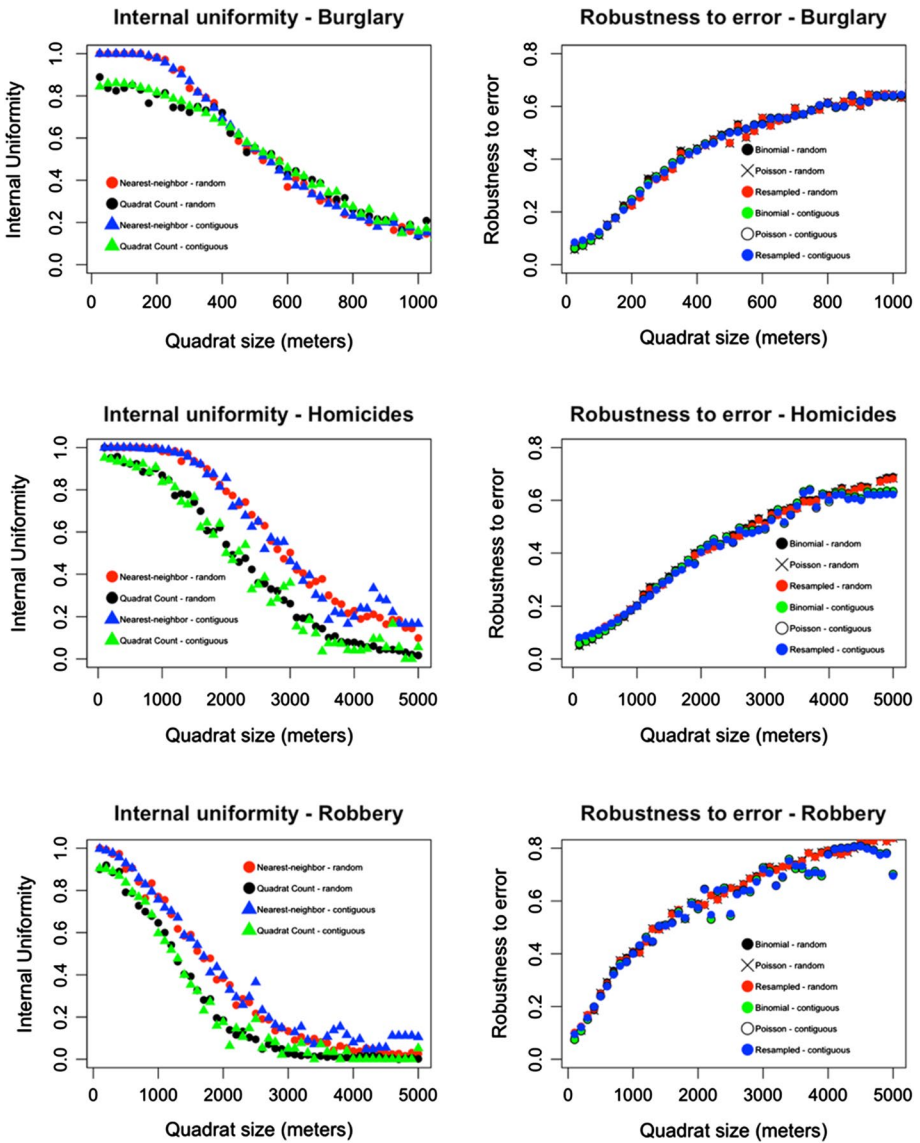 Internal uniformity - Burglary
Internal Uniformity
1.0
0.8
0.6
0.4
0.2
0.0
Nearest-neighbor - random
Quadrat Count - random
Nearest-neighbor - contiguous
Quadrat Count - contiguous
0 200 400 600 800 1000
Quadrat size (meters)
Robustness to error - Burglary
Robustness to error
0.8
0.6
0.4
0.2
0.0
Binomial - random
Poisson - random
Resampled - random
Binomial - contiguous
Poisson - contiguous
Resampled - contiguous
0 200 400 600 800 1000
Quadrat size (meters)
Internal uniformity - Homicides
Internal Uniformity
1.0
0.8
0.6
0.4
0.2
0.0
Nearest-neighbor - random
Quadrat Count - random
Nearest-neighbor - contiguous
Quadrat Count - contiguous
0 1000 2000 3000 4000 5000
Quadrat size (meters)
Robustness to error - Homicides
Robustness to error
0.8
0.6
0.4
0.2
0.0
Binomial - random
Poisson - random
Resampled - random
Binomial - contiguous
Poisson - contiguous
Resampled - contiguous
0 1000 2000 3000 4000 5000
Quadrat size (meters)
Internal uniformity - Robbery
Internal Uniformity
1.0
0.8
0.6
0.4
0.2
0.0
Nearest-neighbor - random
Quadrat Count - random
Nearest-neighbor - contiguous
Quadrat Count - contiguous
0 1000 2000 3000 4000 5000
Quadrat size (meters)
Robustness to error - Robbery
Robustness to error
0.8
0.6
0.4
0.2
0.0
Binomial - random
Poisson - random
Resampled - random
Binomial - contiguous
Poisson - contiguous
Resampled - contiguous
0 1000 2000 3000 4000 5000
Quadrat size (meters)